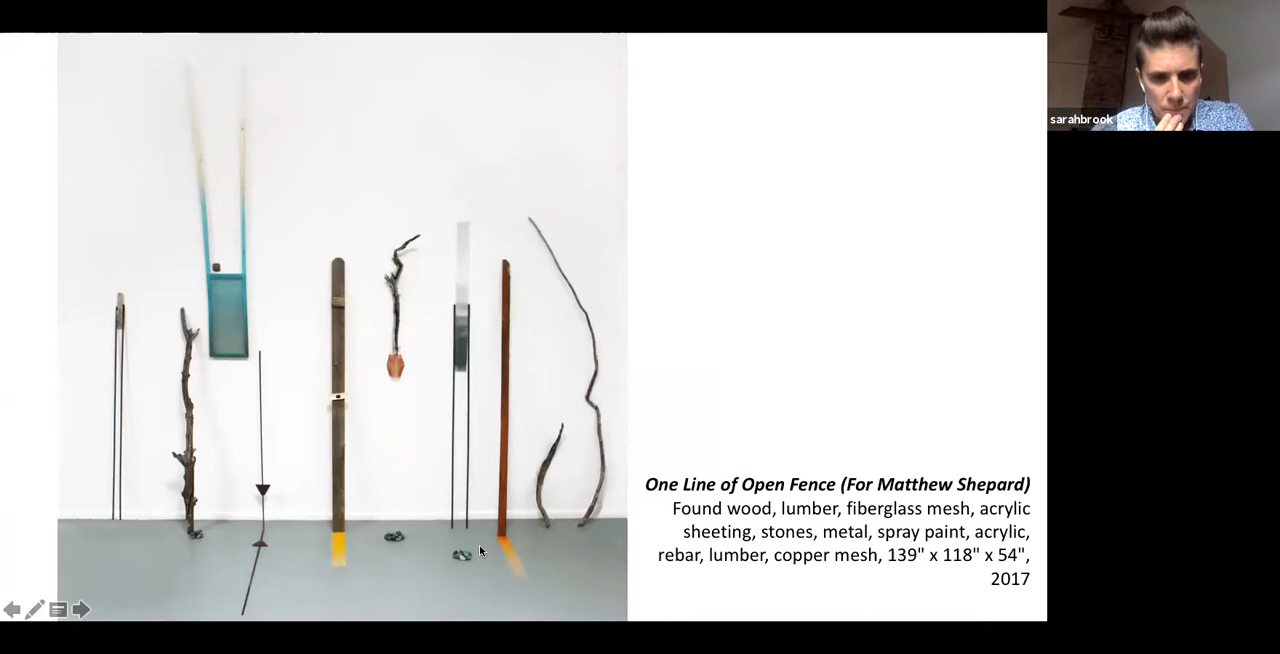 sarahbrook
One Line of Open Fence (For Matthew Shepard)
Found wood, lumber, fiberglass mesh, acrylic
sheeting, stones, metal, spray paint, acrylic,
rebar, lumber, copper mesh, 139" x 118" x 54",
2017